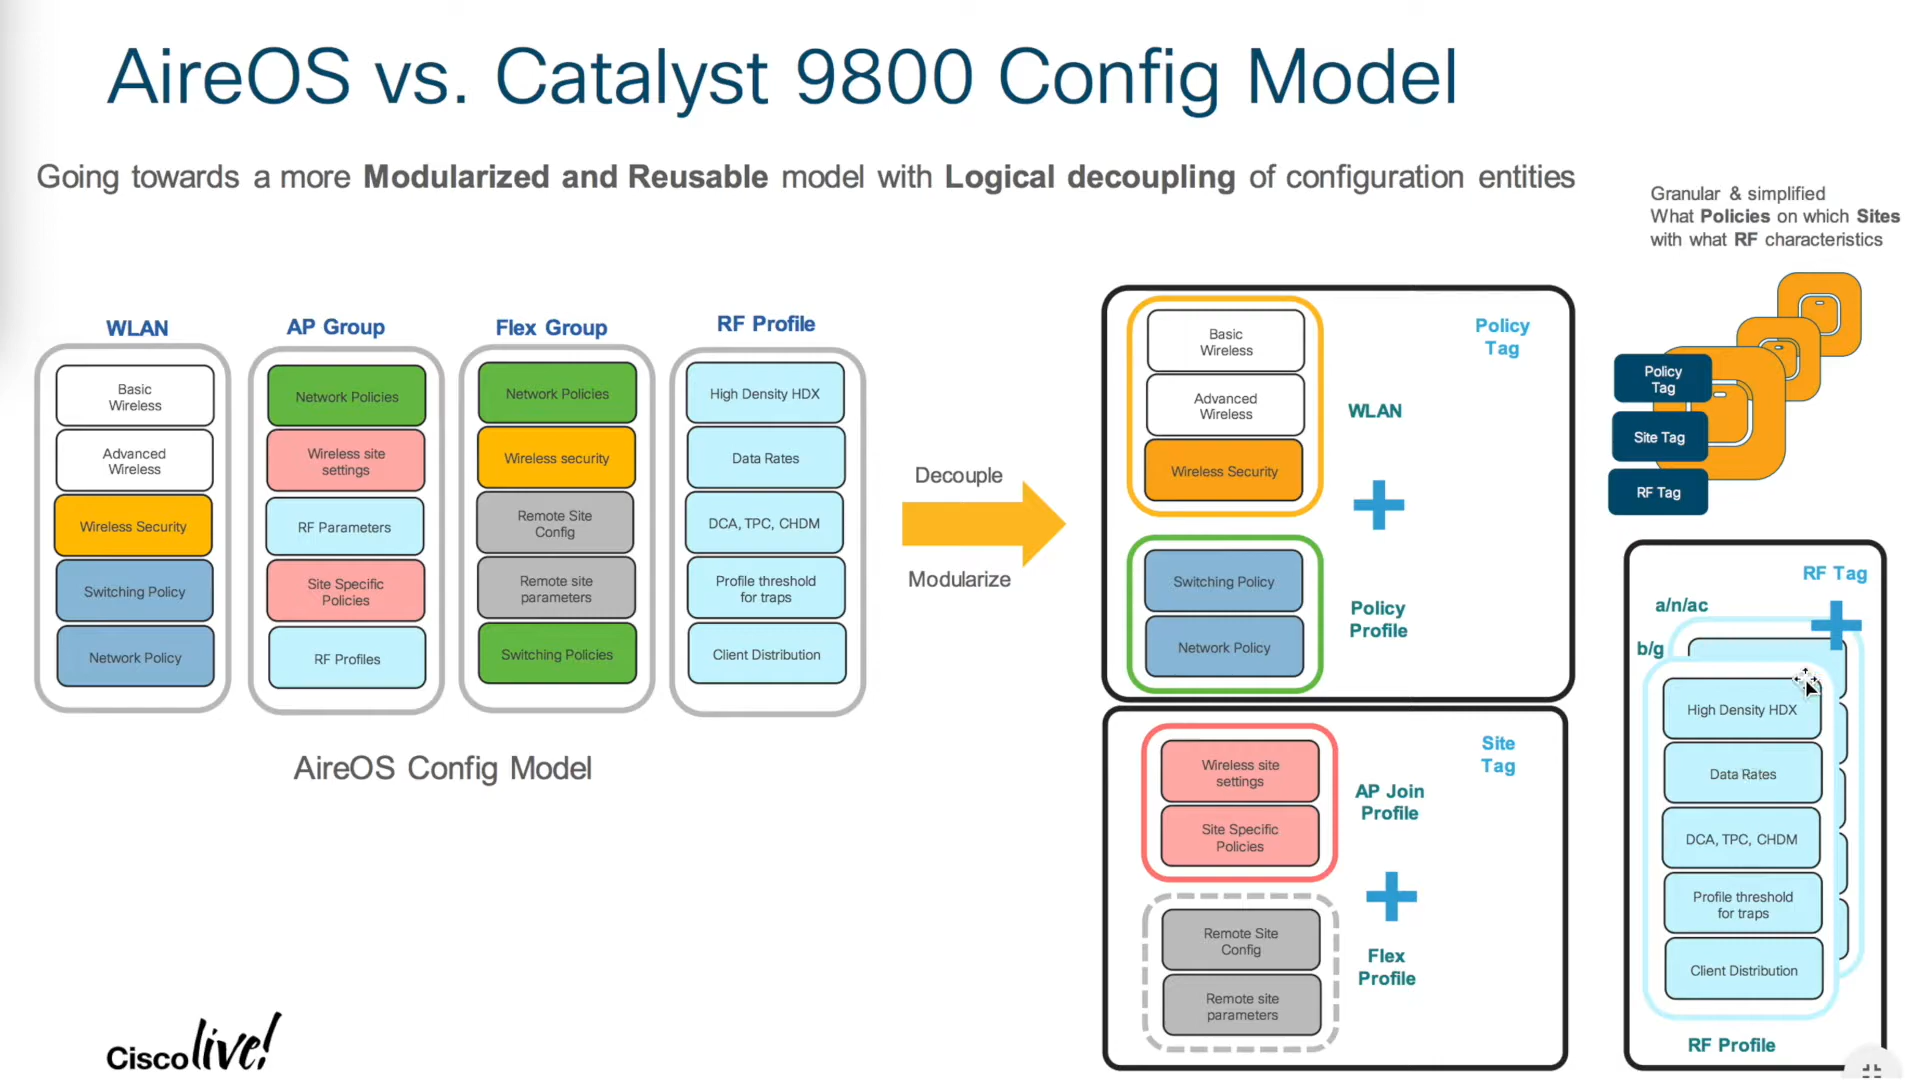 AireOS vs. Catalyst 9800 Config Model
Going towards a more Modularized and Reusable model with Logical decoupling of configuration entities
Granular & simplified
What Policies on which Sites
with what RF characteristics
WLAN
Basic
Wireless
Advanced
Wireless
Wireless Security
Switching Policy
Network Policy
AP Group
Network Policies
Wireless site
settings
RF Parameters
Site Specific
Policies
RF Profiles
Flex Group
Network Policies
Wireless security
Remote Site
Config
Remote site
parameters
Switching Policies
RF Profile
High Density HDX
Data Rates
DCA, TPC, CHDM
Profile threshold
for traps
Client Distribution
AireOS Config Model
Decouple
Modularize
Policy
Tag
Basic
Wireless
Advanced
Wireless
Wireless Security
WLAN
Switching Policy
Network Policy
Policy
Profile
Site
Tag
Wireless site
settings
Site Specific
Policies
AP Join
Profile
Remote Site
Config
Remote site
parameters
Flex
Profile
Policy
Tag
Site Tag
RF Tag
RF Tag
a/n/ac
b/g
High Density HDX
Data Rates
DCA, TPC, CHDM
Profile threshold
for traps
Client Distribution
RF Profile
Cisco live!